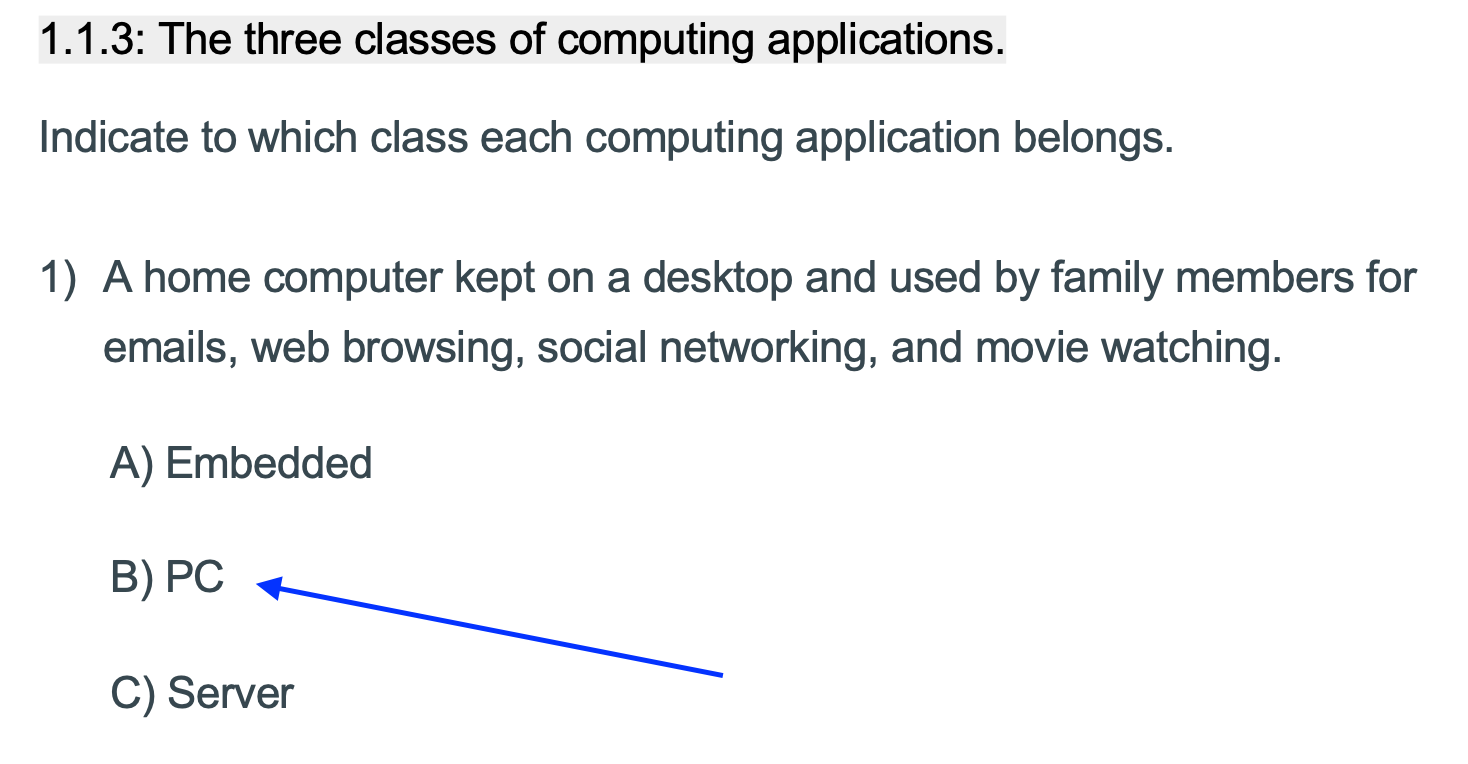 1.1.3: The three classes of computing applications.
Indicate to which class each computing application belongs.
1) A home computer kept on a desktop and used by family members for
emails, web browsing, social networking, and movie watching.
A) Embedded
B) PC
C) Server